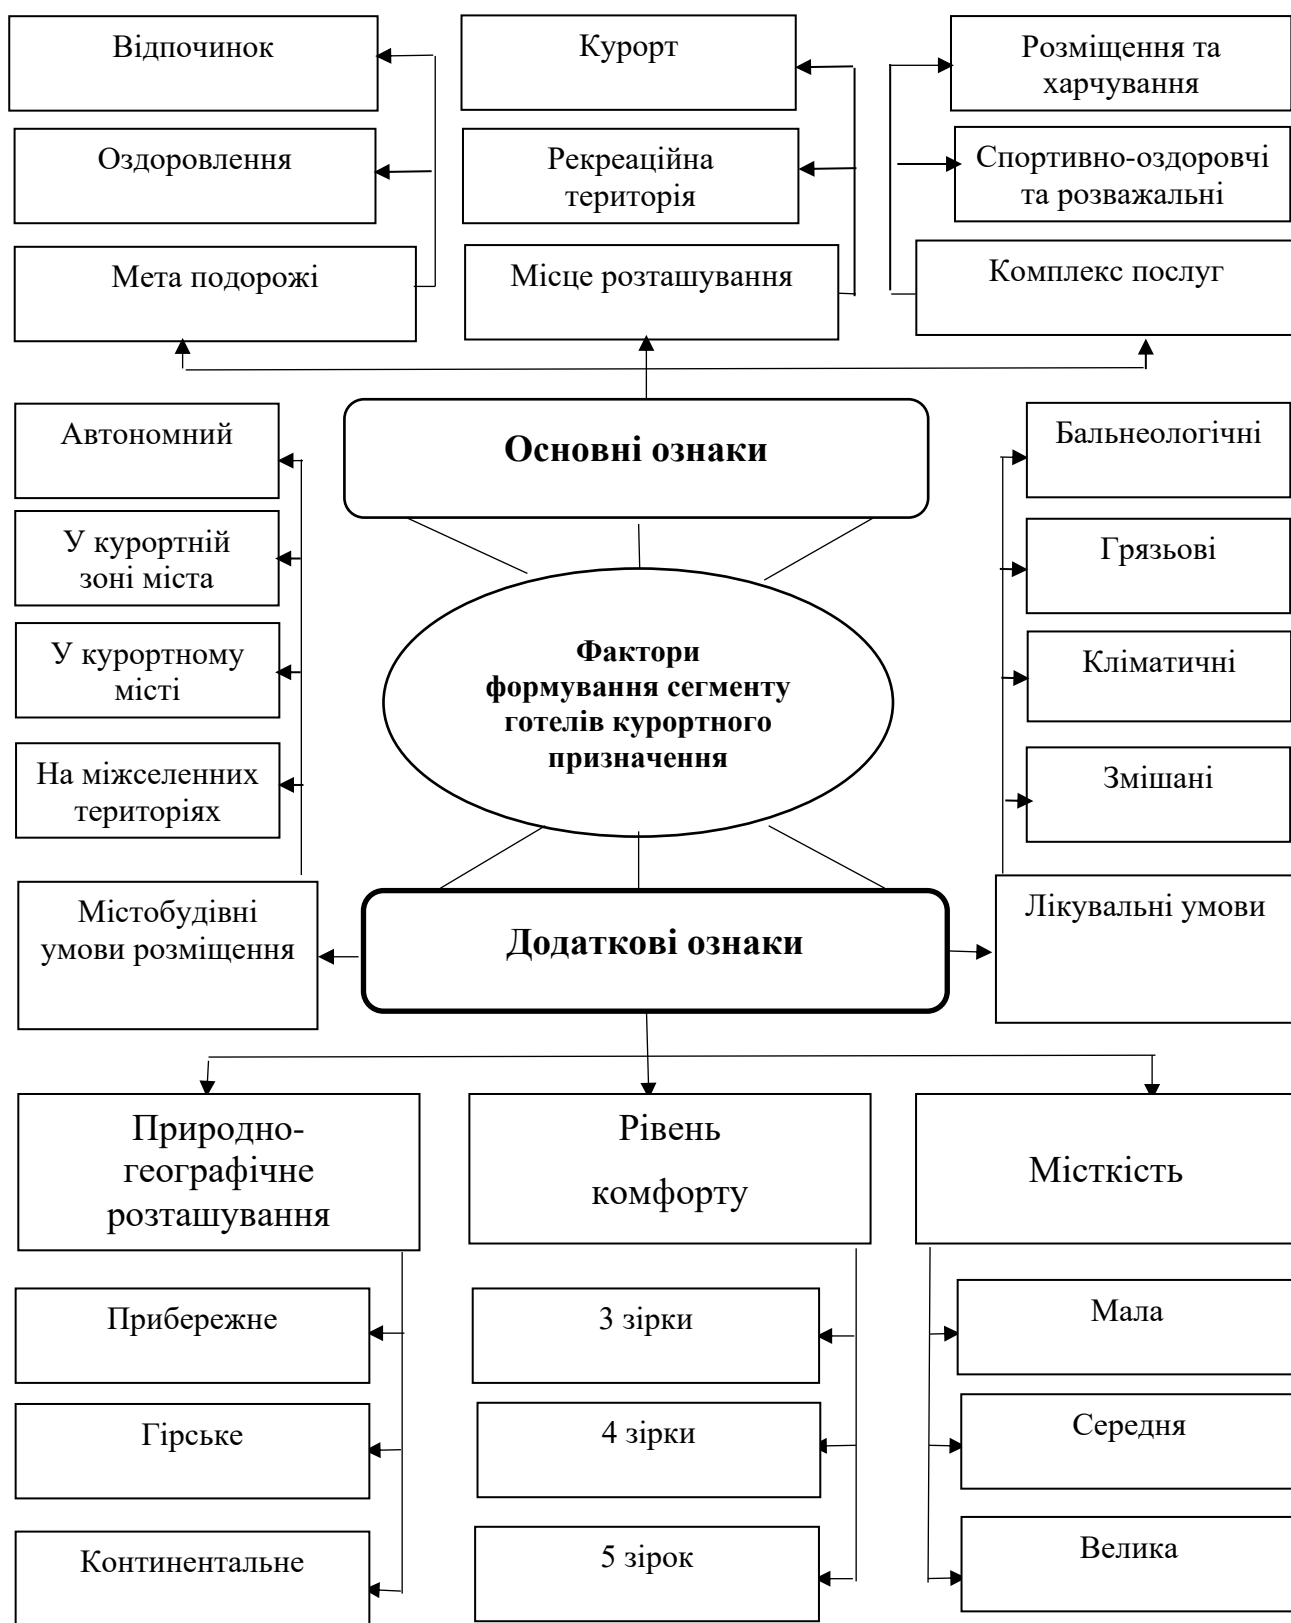 Відпочинок
Курорт
Розміщення та
харчування
Оздоровлення
Рекреаційна
територія
Спортивно-оздоровчі
та розважальні
Мета подорожі
Місце розташування
Комплекс послуг
Основні ознаки
Автономний
У курортній
зоні міста
У курортному
місті
На міжселенних
територіях
Містобудівні
умови розміщення
Фактори
формування сегменту
готелів курортного
призначення
Бальнеологічні
Грязьові
Кліматичні
Змішані
Лікувальні умови
Додаткові ознаки
Природно-
географічне
розташування
Рівень
комфорту
Місткість
Прибережне
3 зірки
Мала
Гірське
4 зірки
Середня
Континентальне
5 зірок
Велика